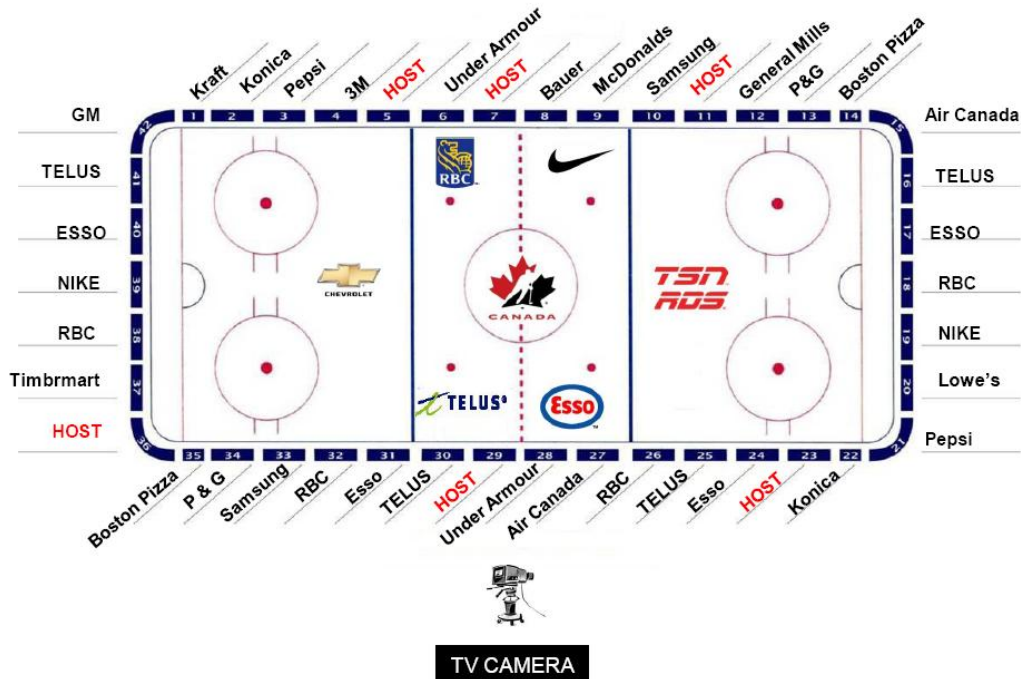 Kraft
Konica
Pepsi
3M
HOST
Under Armour
HOST
Bauer
McDonalds
Samsung
HOST
General Mills
P&G
Boston Pizza
GM
42
1
2
3
4
5
6
7
8
9
10
11
12
13
14
15
Air Canada
TELUS
41
RBC
16
TELUS
ESSO
40
17
ESSO
NIKE
39
CHEVROLET
CANADA
TSN
RDS
18
RBC
RBC
38
19
NIKE
Timbrmart
37
TELUS
Esso
20
Lowe's
HOST
36
35
34
33
32
31
30
29
28
27
26
25
24
23
22
21
Pepsi
Boston Pizza
P & G
Samsung
RBC
Esso
TELUS
HOST
Under Armour
Air Canada
RBC
TELUS
Esso
HOST
Konica
TV CAMERA